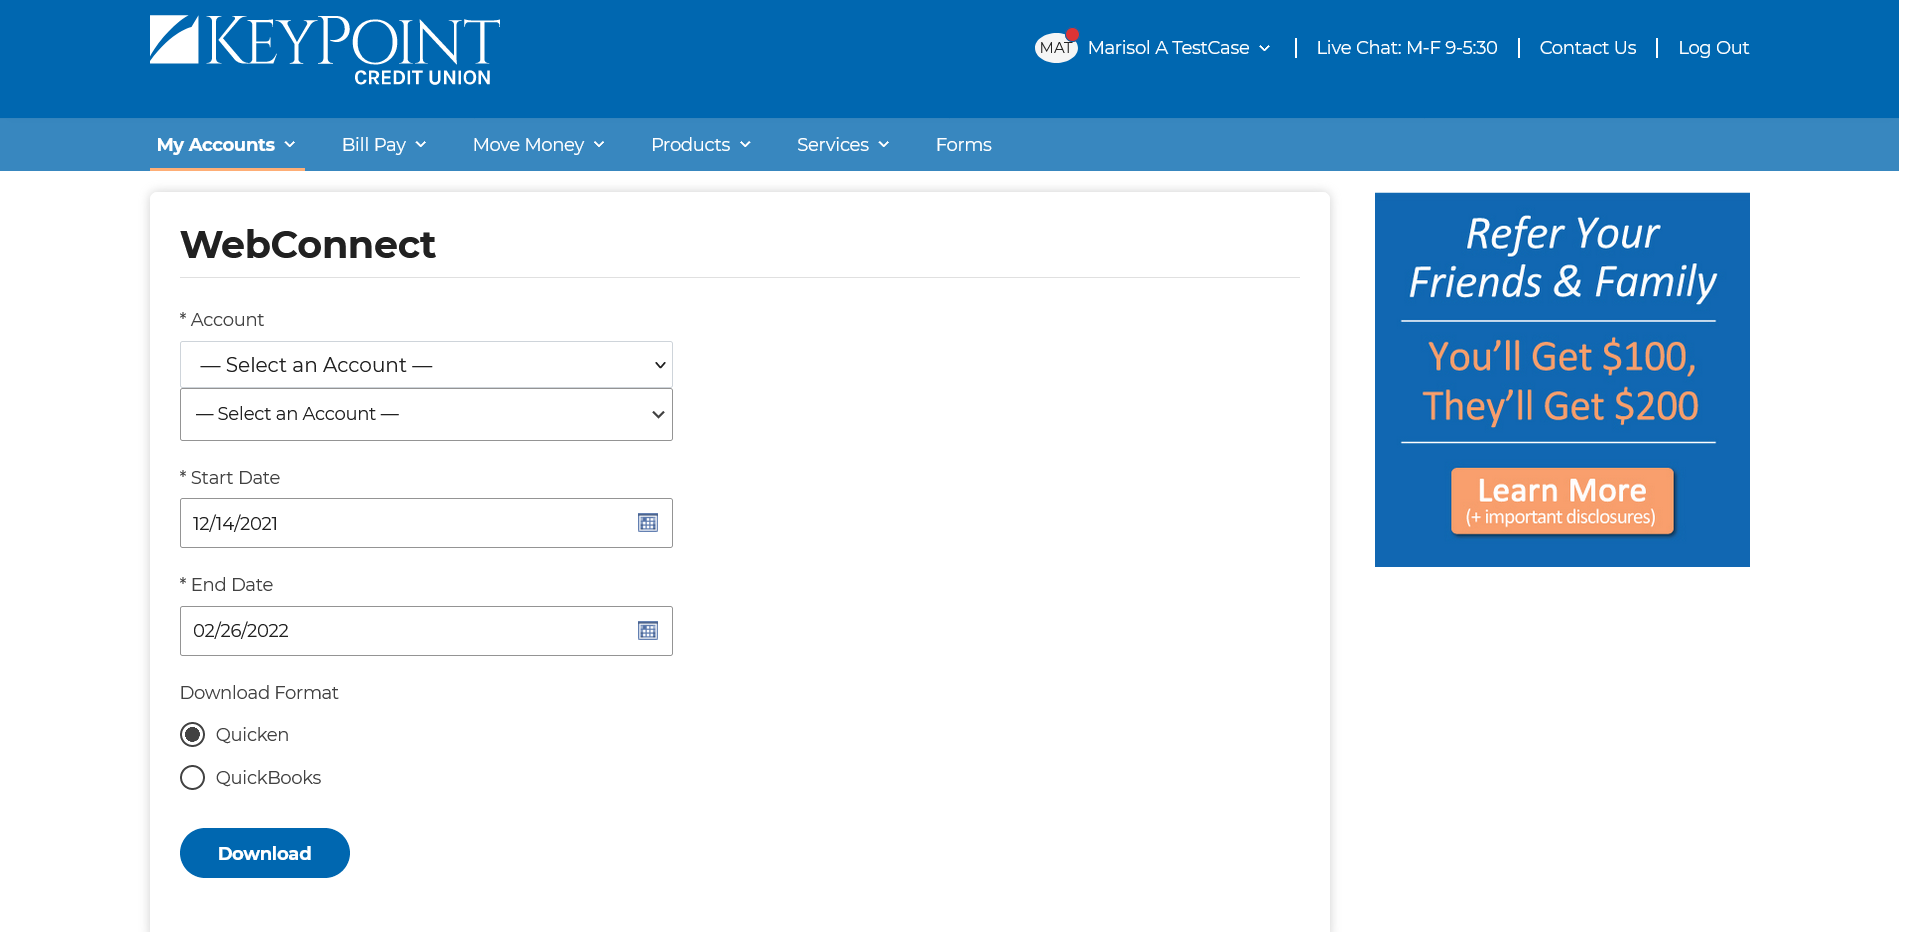 KEYPOINT
CREDIT UNION
MAT
Marisol A TestCase
Live Chat: M-F 9-5:30
Contact Us
Log Out
My Accounts
Bill Pay
Move Money
Products
Services
Forms
WebConnect
* Account
— Select an Account —
— Select an Account —
* Start Date
12/14/2021
* End Date
02/26/2022
Download Format
Quicken
QuickBooks
Download
Refer Your
Friends & Family
You'll Get $100,
They'll Get $200
Learn More
(+ important disclosures)